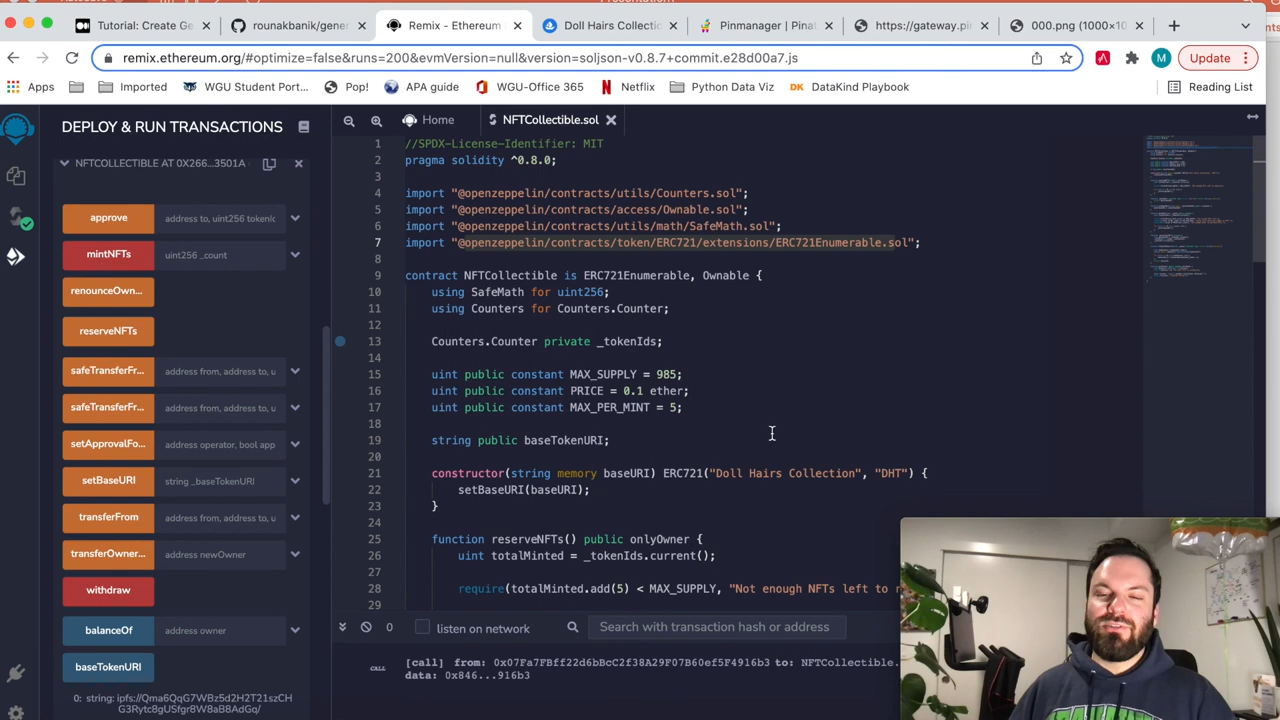 Tutorial: Create Ge
rounakbanik/gene
Remix - Ethereum
Doll Hairs Collectio
Pinmanager | Pinat
https://gateway.pi
000.png (1000×10
remix.ethereum.org/#optimize=false&runs=200&evmVersion=null&version=soljson-v0.8.7+commit.e28d00a7.js
M
Update
Apps
Imported
WGU Student Port...
Pop!
APA guide
WGU-Office 365
Netflix
Python Data Viz
DK DataKind Playbook
Reading List
DEPLOY & RUN TRANSACTIONS
Home
NFTCollectible.sol
NFTCOLLECTIBLE AT 0X266...3501A
approve address to, uint256 tokenId
mintNFTs uint256 _count
renounceOwn...
reserveNFTs
safeTransferFr... address from, address to, u
safeTransferFr... address from, address to, u
setApprovalFo... address operator, bool app
setBaseURI string _baseTokenURI
transferFrom address from, address to, u
transferOwner... address newOwner
withdraw
balanceOf address owner
baseTokenURI
0: string: ipfs://Qma6QqG7WBz5d2H2T21szCH
G3Rytc8gUSfgr8W8aB8AdGq/
1 //SPDX-License-Identifier: MIT
2 pragma solidity ^0.8.0;
3
4 import "@openzeppelin/contracts/utils/Counters.sol";
5 import "@openzeppelin/contracts/access/Ownable.sol";
6 import "@openzeppelin/contracts/utils/math/SafeMath.sol";
7 import "@openzeppelin/contracts/token/ERC721/extensions/ERC721Enumerable.sol";
8
9 contract NFTCollectible is ERC721Enumerable, Ownable {
10 using SafeMath for uint256;
11 using Counters for Counters.Counter;
12
13 Counters.Counter private _tokenIds;
14
15 uint public constant MAX_SUPPLY = 985;
16 uint public constant PRICE = 0.1 ether;
17 uint public constant MAX_PER_MINT = 5;
18
19 string public baseTokenURI;
20
21 constructor(string memory baseURI) ERC721("Doll Hairs Collection", "DHT") {
22 setBaseURI(baseURI);
23 }
24
25 function reserveNFTs() public onlyOwner {
26 uint totalMinted = _tokenIds.current();
27
28 require(totalMinted.add(5) < MAX_SUPPLY, "Not enough NFTs left to r
29
0
listen on network
Search with transaction hash or address
CALL
[call] from: 0x07Fa7FBff22d6bBcC2f38A29F07B60ef5F4916b3 to: NFTCollectible.
data: 0x846...916b3